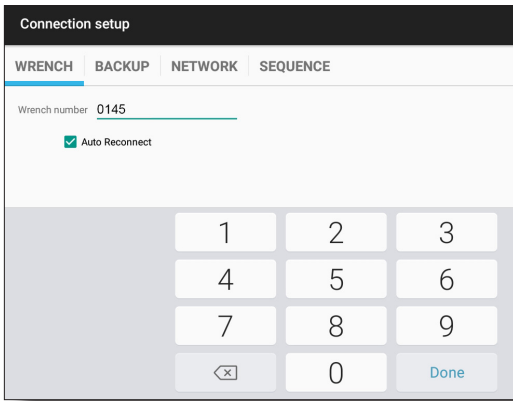 Connection setup
WRENCH BACKUP NETWORK SEQUENCE
Wrench number 0145
Auto Reconnect
1 2 3
4 5 6
7 8 9
0 Done